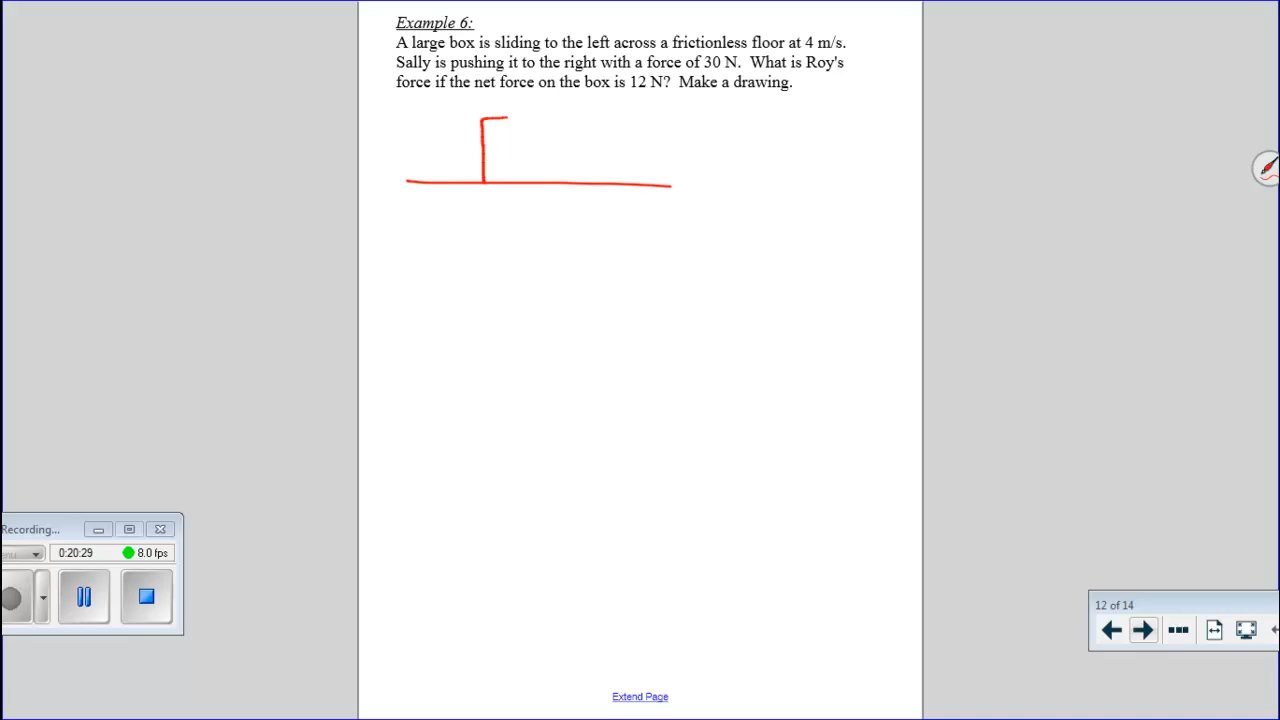 Example 6:
A large box is sliding to the left across a frictionless floor at 4 m/s.
Sally is pushing it to the right with a force of 30 N.  What is Roy's
force if the net force on the box is 12 N?  Make a drawing.
Recording...
enu
0:20:29
8.0 fps
12 of 14
Extend Page